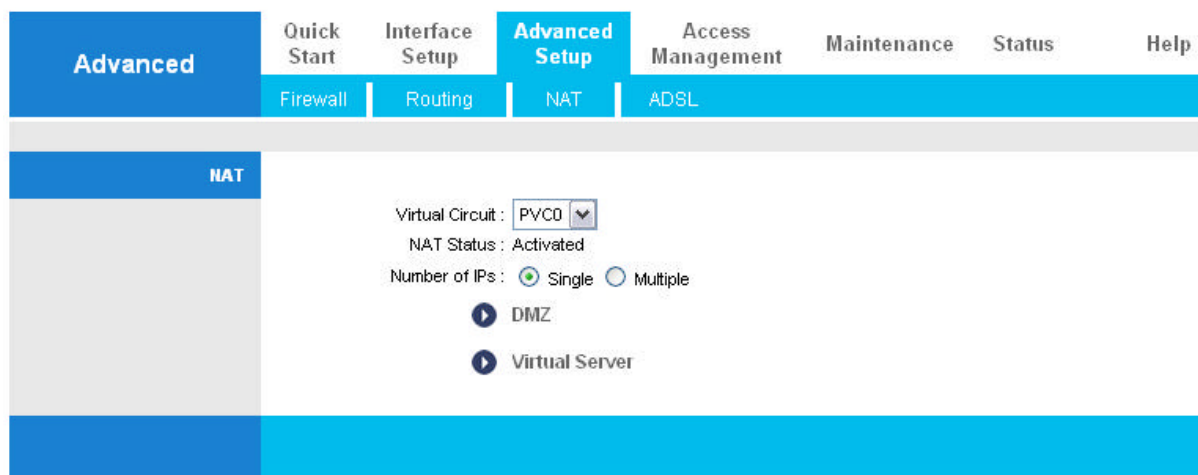 Advanced
Quick Start
Interface Setup
Advanced Setup
Access Management
Maintenance
Status
Help
Firewall
Routing
NAT
ADSL
NAT
Virtual Circuit : PVC0
NAT Status : Activated
Number of IPs : Single Multiple
DMZ
Virtual Server